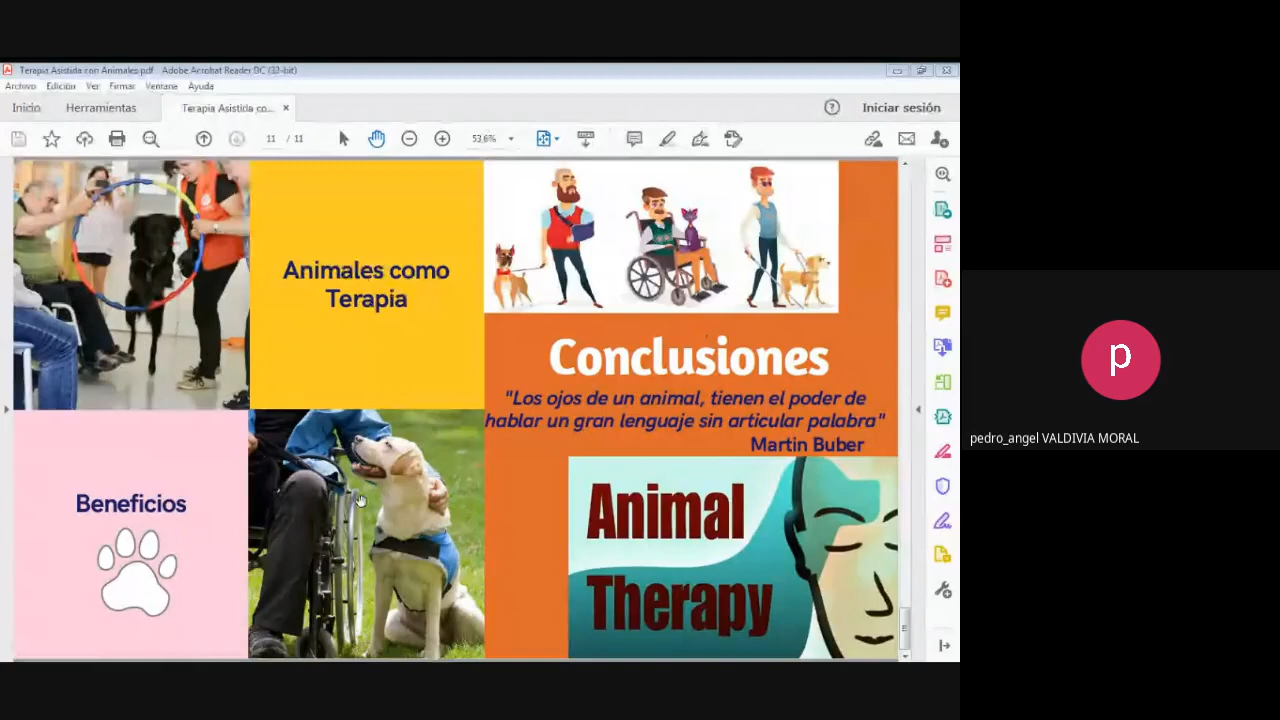 Terapia Asistida con Animales.pdf - Adobe Acrobat Reader DC (32-bit)
Archivo Edición Ver Firmar Ventana Ayuda
Inicio Herramientas Terapia Asistida co... × Iniciar sesión
11 / 11 53,6%
Animales como
Terapia
Beneficios
Conclusiones
"Los ojos de un animal, tienen el poder de
hablar un gran lenguaje sin articular palabra"
Martin Buber
Animal
Therapy
p
pedro_angel VALDIVIA MORAL